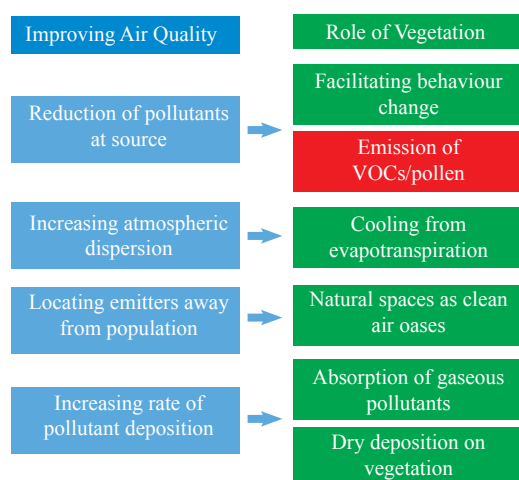 Improving Air Quality
Role of Vegetation
Reduction of pollutants
at source
Facilitating behaviour
change
Emission of
VOCs/pollen
Increasing atmospheric
dispersion
Cooling from
evapotranspiration
Locating emitters away
from population
Natural spaces as clean
air oases
Increasing rate of
pollutant deposition
Absorption of gaseous
pollutants
Dry deposition on
vegetation